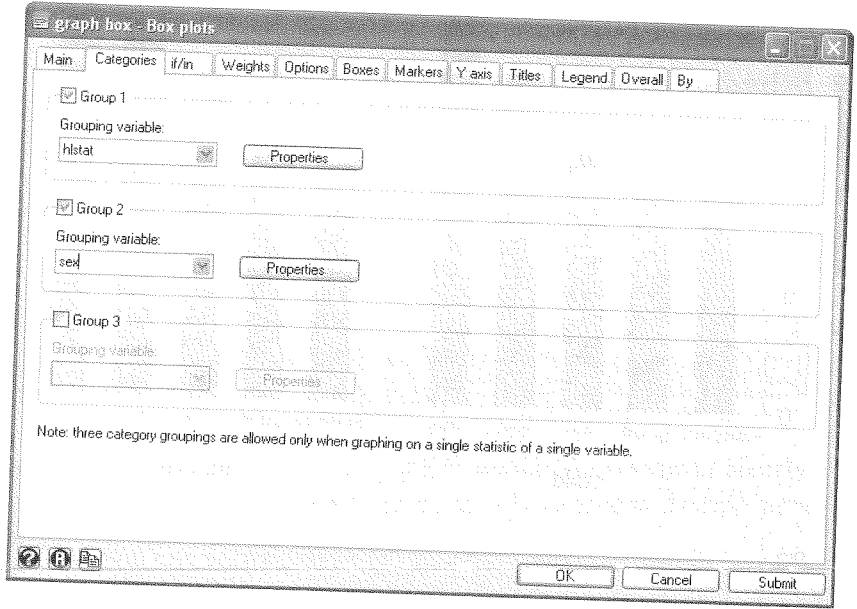 graph box - Box plots
Main Categories if/in Weights Options Boxes Markers Y axis Titles Legend Overall By
Group 1
Grouping variable:
hlstat
Properties
Group 2
Grouping variable:
sex
Properties
Group 3
Grouping variable:
Properties
Note: three category groupings are allowed only when graphing on a single statistic of a single variable.
? R
OK Cancel Submit